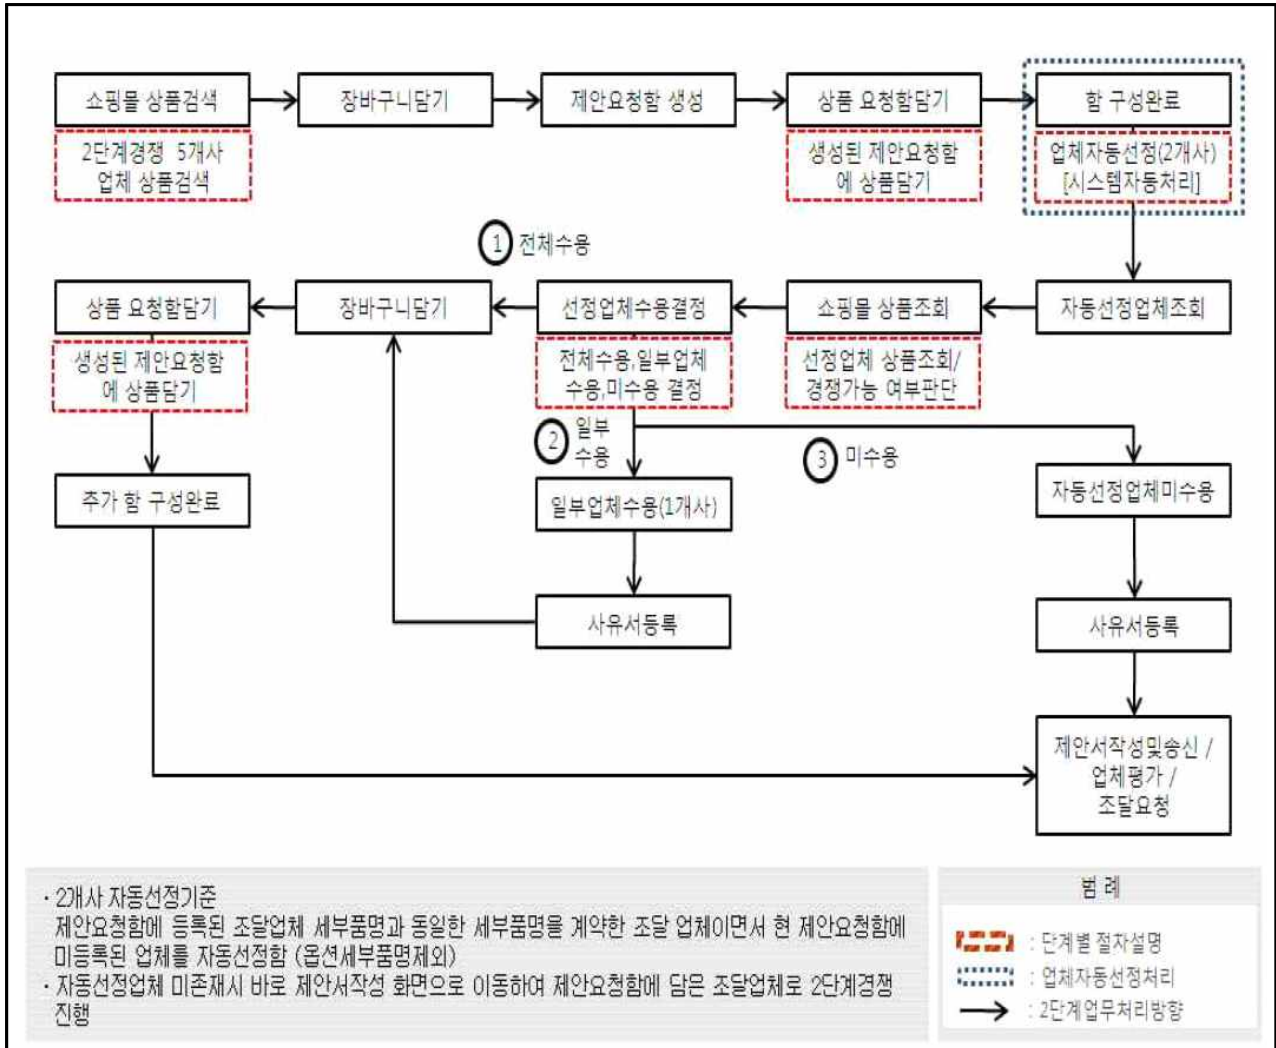 쇼핑몰 상품검색
장바구니담기
제안요청함 생성
상품 요청함담기
함 구성완료
2단계경쟁 5개사
업체 상품검색
생성된 제안요청함
에 상품담기
업체자동선정(2개사)
[시스템자동처리]
1 전체수용
상품 요청함담기
장바구니담기
선정업체수용결정
쇼핑몰 상품조회
자동선정업체조회
생성된 제안요청함
에 상품담기
전체수용,일부업체
수용,미수용 결정
선정업체 상품조회/
경쟁가능 여부판단
2 일부
수용
3 미수용
추가 함 구성완료
일부업체수용(1개사)
자동선정업체미수용
사유서등록
사유서등록
제안서작성및송신 /
업체평가 /
조달요청
· 2개사 자동선정기준
제안요청함에 등록된 조달업체 세부품명과 동일한 세부품명을 계약한 조달 업체이면서 현 제안요청함에
미등록된 업체를 자동선정함 (옵션세부품명제외)
· 자동선정업체 미존재시 바로 제안서작성 화면으로 이동하여 제안요청함에 담은 조달업체로 2단계경쟁
진행
범 례
: 단계별 절차설명
: 업체자동선정처리
: 2단계업무처리방향